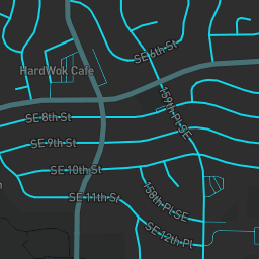 SE 6th St
HardWok Cafe
159th Pl SE
SE 8th St
SE 9th St
SE 10th St
SE 11th St
158th Pl SE
SE 12th Pl